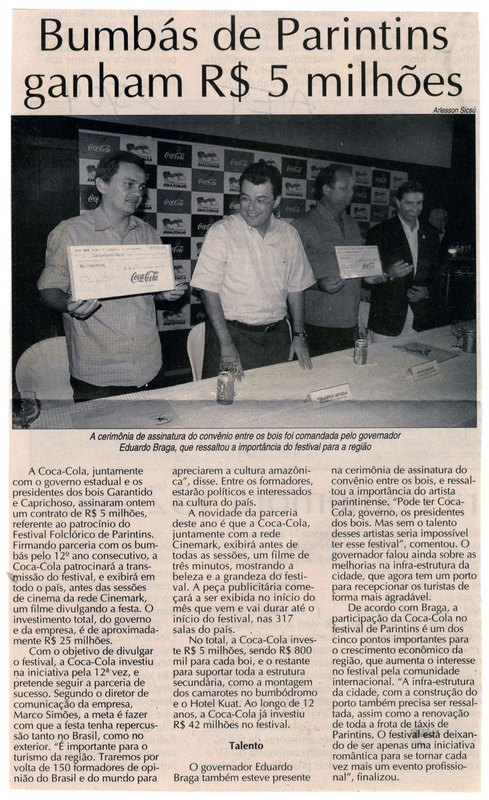 Bumbás de Parintins
ganham R$ 5 milhões
Arlesson Sicsú
Coca-Cola
Coca-Cola
AMAZONAS
Coca-Cola
Coca-Cola
EDUARDO BRAGA
A cerimônia de assinatura do convênio entre os bois foi comandada pelo governador
Eduardo Braga, que ressaltou a importância do festival para a região
A Coca-Cola, juntamente
com o governo estadual e os
presidentes dos bois Garantido
e Caprichoso, assinaram ontem
um contrato de R$ 5 milhões,
referente ao patrocínio do
Festival Folclórico de Parintins.
Firmando parceria com os bum-
bás pelo 12º ano consecutivo, a
Coca-Cola patrocinará a trans-
missão do festival, e exibirá em
todo o país, antes das sessões
de cinema da rede Cinemark,
um filme divulgando a festa. O
investimento total, do governo
e da empresa, é de aproximada-
mente R$ 25 milhões.
Com o objetivo de divulgar
o festival, a Coca-Cola investiu
na iniciativa pela 12ª vez, e
pretende seguir a parceria de
sucesso. Segundo o diretor de
comunicação da empresa,
Marco Simões, a meta é fazer
com que a festa tenha repercus-
são tanto no Brasil, como no
exterior. "É importante para o
turismo da região. Traremos por
volta de 150 formadores de opi-
nião do Brasil e do mundo para
apreciarem a cultura amazôni-
ca", disse. Entre os formadores,
estarão políticos e interessados
na cultura do país.
A novidade da parceria
deste ano é que a Coca-Cola,
juntamente com a rede
Cinemark, exibirá antes de
todas as sessões, um filme de
três minutos, mostrando a
beleza e a grandeza do festi-
val. A peça publicitária come-
çará a ser exibida no início do
mês que vem e vai durar até o
início do festival, nas 317
salas do país.
No total, a Coca-Cola inves-
te R$ 5 milhões, sendo R$ 800
mil para cada boi, e o restante
para suportar toda a estrutura
secundária, como a montagem
dos camarotes no bumbódromo
e o Hotel Kuat. Ao longo de 12
anos, a Coca-Cola já investiu
R$ 42 milhões no festival.
Talento
O governador Eduardo
Braga também esteve presente
na cerimônia de assinatura do
convênio entre os bois, e ressal-
tou a importância do artista
parintinense. "Pode ter Coca-
Cola, governo, os presidentes
dos bois. Mas sem o talento
desses artistas seria impossível
ter esse festival", comentou. O
governador falou ainda sobre as
melhorias na infra-estrutura da
cidade, que agora tem um porto
para recepcionar os turistas de
forma mais agradável.
De acordo com Braga, a
participação da Coca-Cola no
festival de Parintins é um dos
cinco pontos importantes para
o crescimento econômico da
região, que aumenta o interesse
no festival pela comunidade
internacional. "A infra-estrutura
da cidade, com a construção do
porto também precisa ser res-
saltada, assim como a renovação
de toda a frota de táxis de
Parintins. O festival está deixan-
do de ser apenas uma iniciativa
romântica para se tornar cada
vez mais um evento profissio-
nal", finalizou.